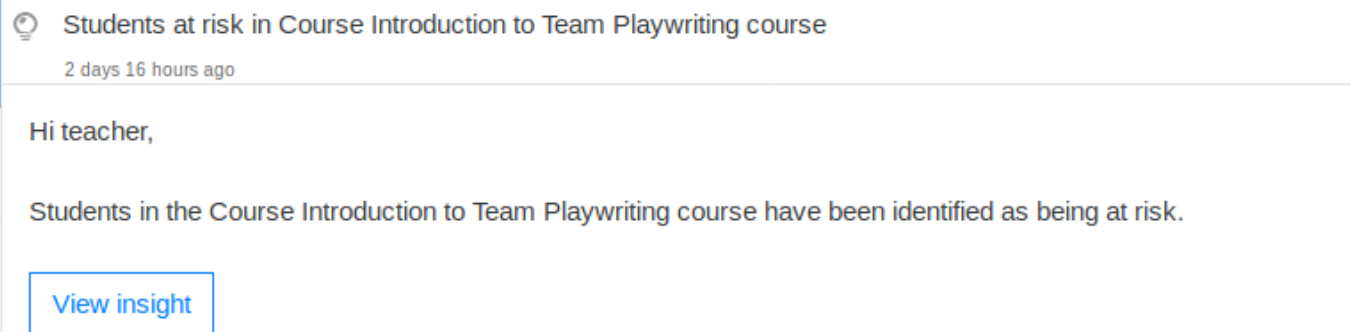 Students at risk in Course Introduction to Team Playwriting course
2 days 16 hours ago
Hi teacher,
Students in the Course Introduction to Team Playwriting course have been identified as being at risk.
View insight